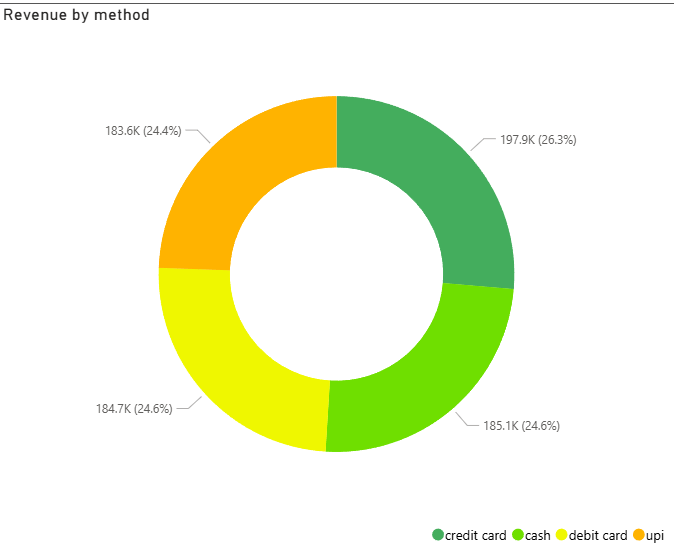 Revenue by method
183.6K (24.4%)
197.9K (26.3%)
184.7K (24.6%)
185.1K (24.6%)
credit card cash debit card upi